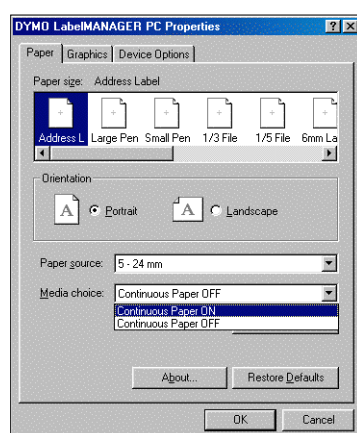 DYMO LabelMANAGER PC Properties
Paper Graphics Device Options
Paper size: Address Label
Address L Large Pen Small Pen 1/3 File 1/5 File 6mm La
Orientation
A Portrait A Landscape
Paper source: 5 - 24 mm
Media choice: Continuous Paper OFF
Continuous Paper ON
Continuous Paper OFF
About... Restore Defaults
OK Cancel